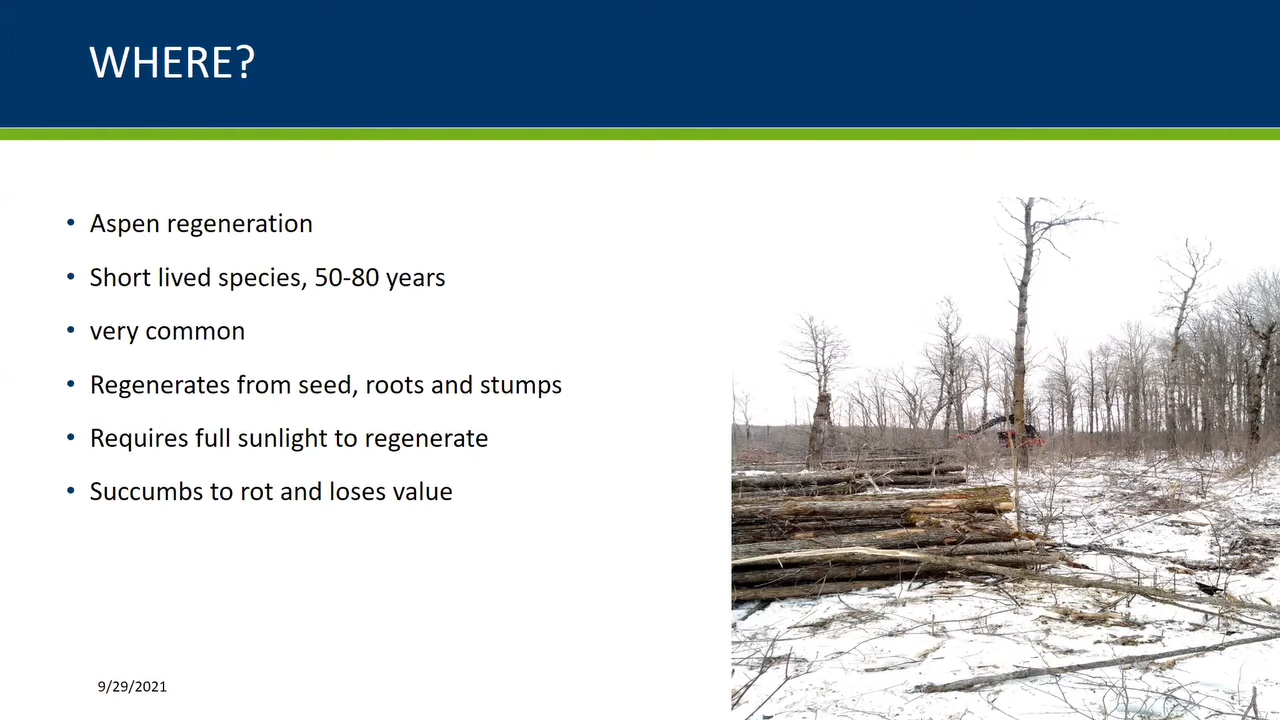 WHERE?
• Aspen regeneration
• Short lived species, 50-80 years
• very common
• Regenerates from seed, roots and stumps
• Requires full sunlight to regenerate
• Succumbs to rot and loses value
9/29/2021